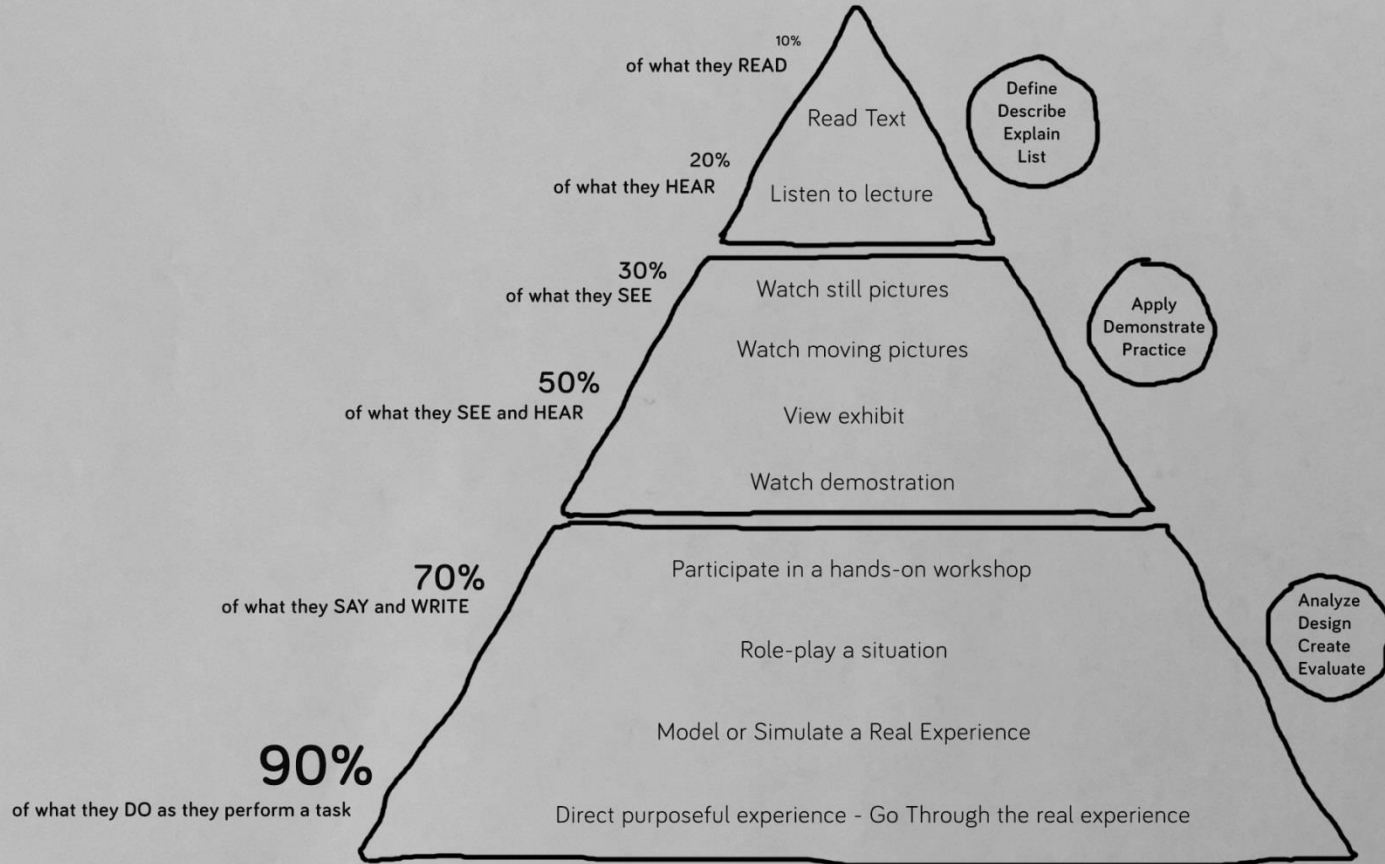 10%
of what they READ
Read Text
Define
Describe
Explain
List
20%
of what they HEAR
Listen to lecture
30%
of what they SEE
Watch still pictures
Watch moving pictures
Apply
Demonstrate
Practice
50%
of what they SEE and HEAR
View exhibit
Watch demostration
70%
of what they SAY and WRITE
Participate in a hands-on workshop
Role-play a situation
Analyze
Design
Create
Evaluate
Model or Simulate a Real Experience
90%
of what they DO as they perform a task
Direct purposeful experience - Go Through the real experience